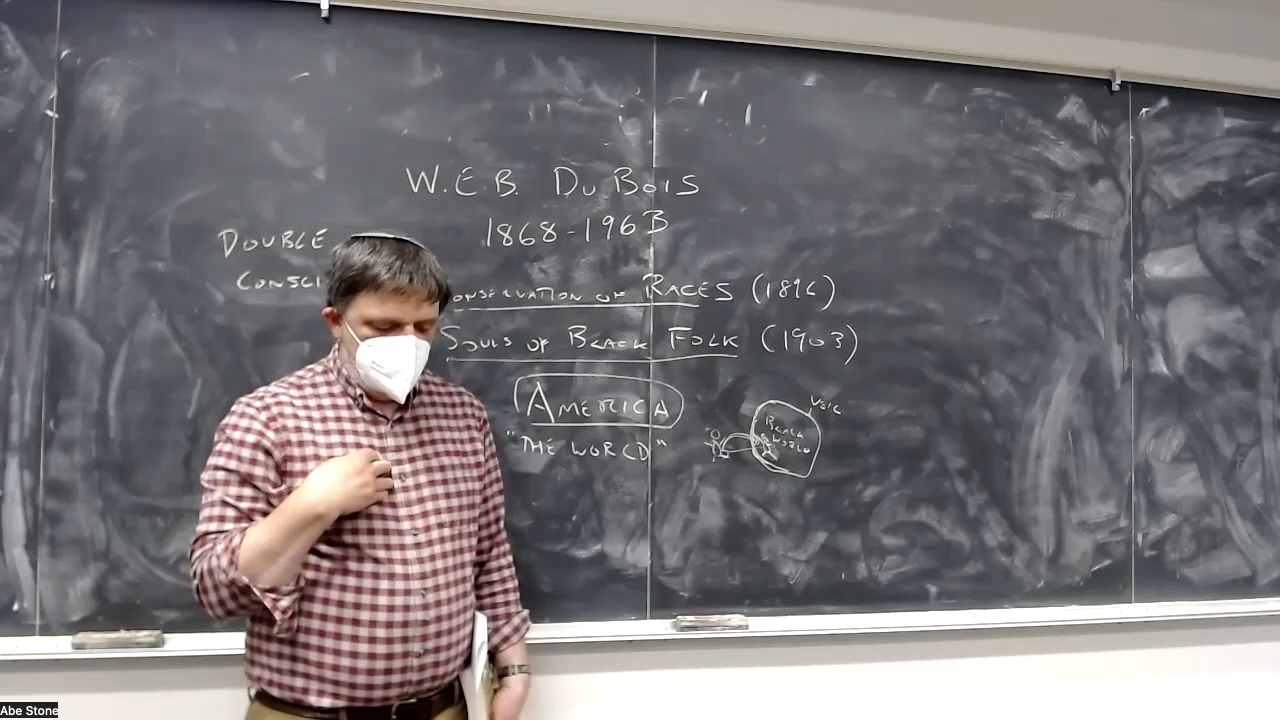 W.E.B. DU BOIS
1868-1963
DOUBLE
CONSCI
ONSERVATION OF RACES (1896)
SOULS OF BLACK FOLK (1903)
AMERICA
"THE WORLD"
VEIL
BLACK
WORLD
Abe Stone